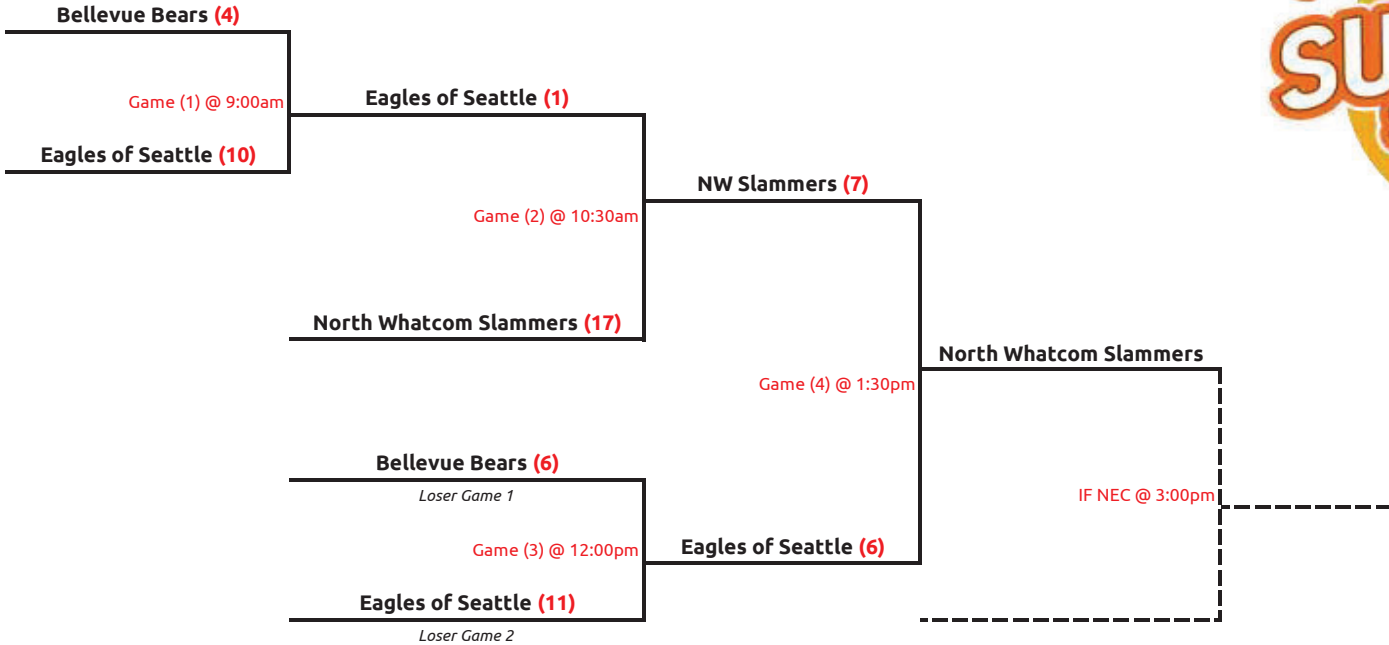 Bellevue Bears (4)
Game (1) @ 9:00am
Eagles of Seattle (10)
Eagles of Seattle (1)
Game (2) @ 10:30am
North Whatcom Slammers (17)
NW Slammers (7)
Game (4) @ 1:30pm
Bellevue Bears (6)
Loser Game 1
Game (3) @ 12:00pm
Eagles of Seattle (11)
Loser Game 2
Eagles of Seattle (6)
North Whatcom Slammers
IF NEC @ 3:00pm
SU